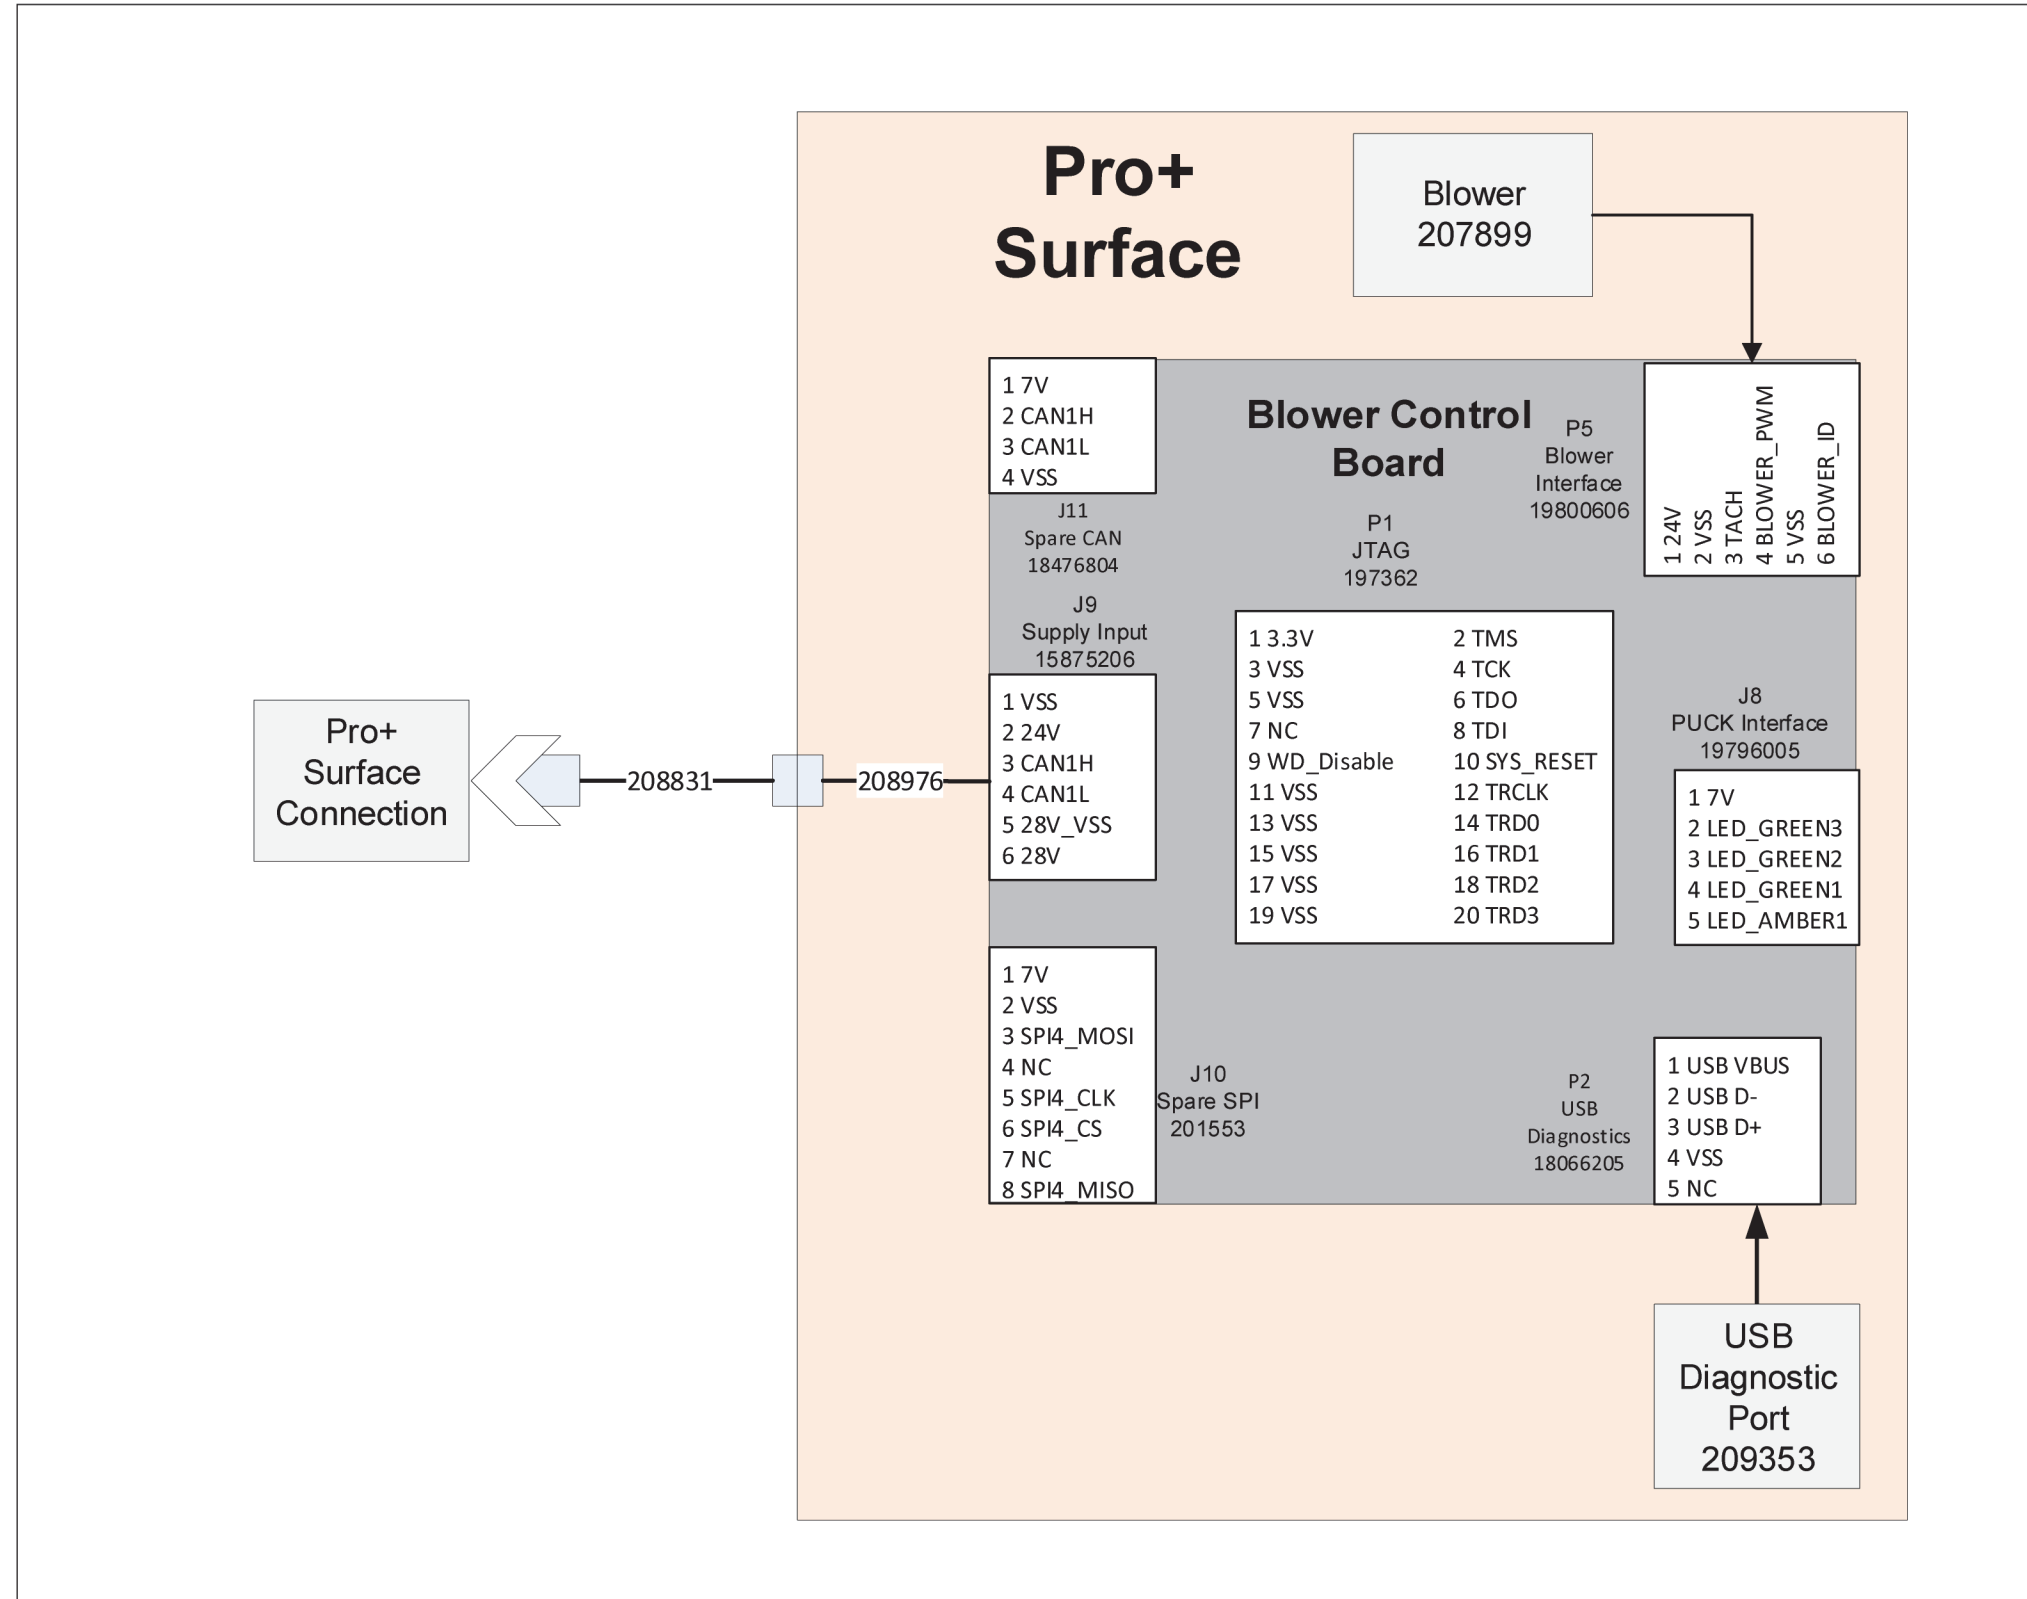 Pro+
Surface
Blower
207899
1 7V
2 CAN1H
3 CAN1L
4 VSS
J11
Spare CAN
18476804
Blower Control
Board
P5
Blower
Interface
19800606
1 24V
2 VSS
3 TACH
4 BLOWER_PWM
5 VSS
6 BLOWER_ID
P1
JTAG
197362
J9
Supply Input
15875206
1 VSS
2 24V
3 CAN1H
4 CAN1L
5 28V_VSS
6 28V
1 3.3V 2 TMS
3 VSS 4 TCK
5 VSS 6 TDO
7 NC 8 TDI
9 WD_Disable 10 SYS_RESET
11 VSS 12 TRCLK
13 VSS 14 TRD0
15 VSS 16 TRD1
17 VSS 18 TRD2
19 VSS 20 TRD3
J8
PUCK Interface
19796005
1 7V
2 LED_GREEN3
3 LED_GREEN2
4 LED_GREEN1
5 LED_AMBER1
Pro+
Surface
Connection
208831
208976
1 7V
2 VSS
3 SPI4_MOSI
4 NC
5 SPI4_CLK
6 SPI4_CS
7 NC
8 SPI4_MISO
J10
Spare SPI
201553
P2
USB
Diagnostics
18066205
1 USB VBUS
2 USB D-
3 USB D+
4 VSS
5 NC
USB
Diagnostic
Port
209353